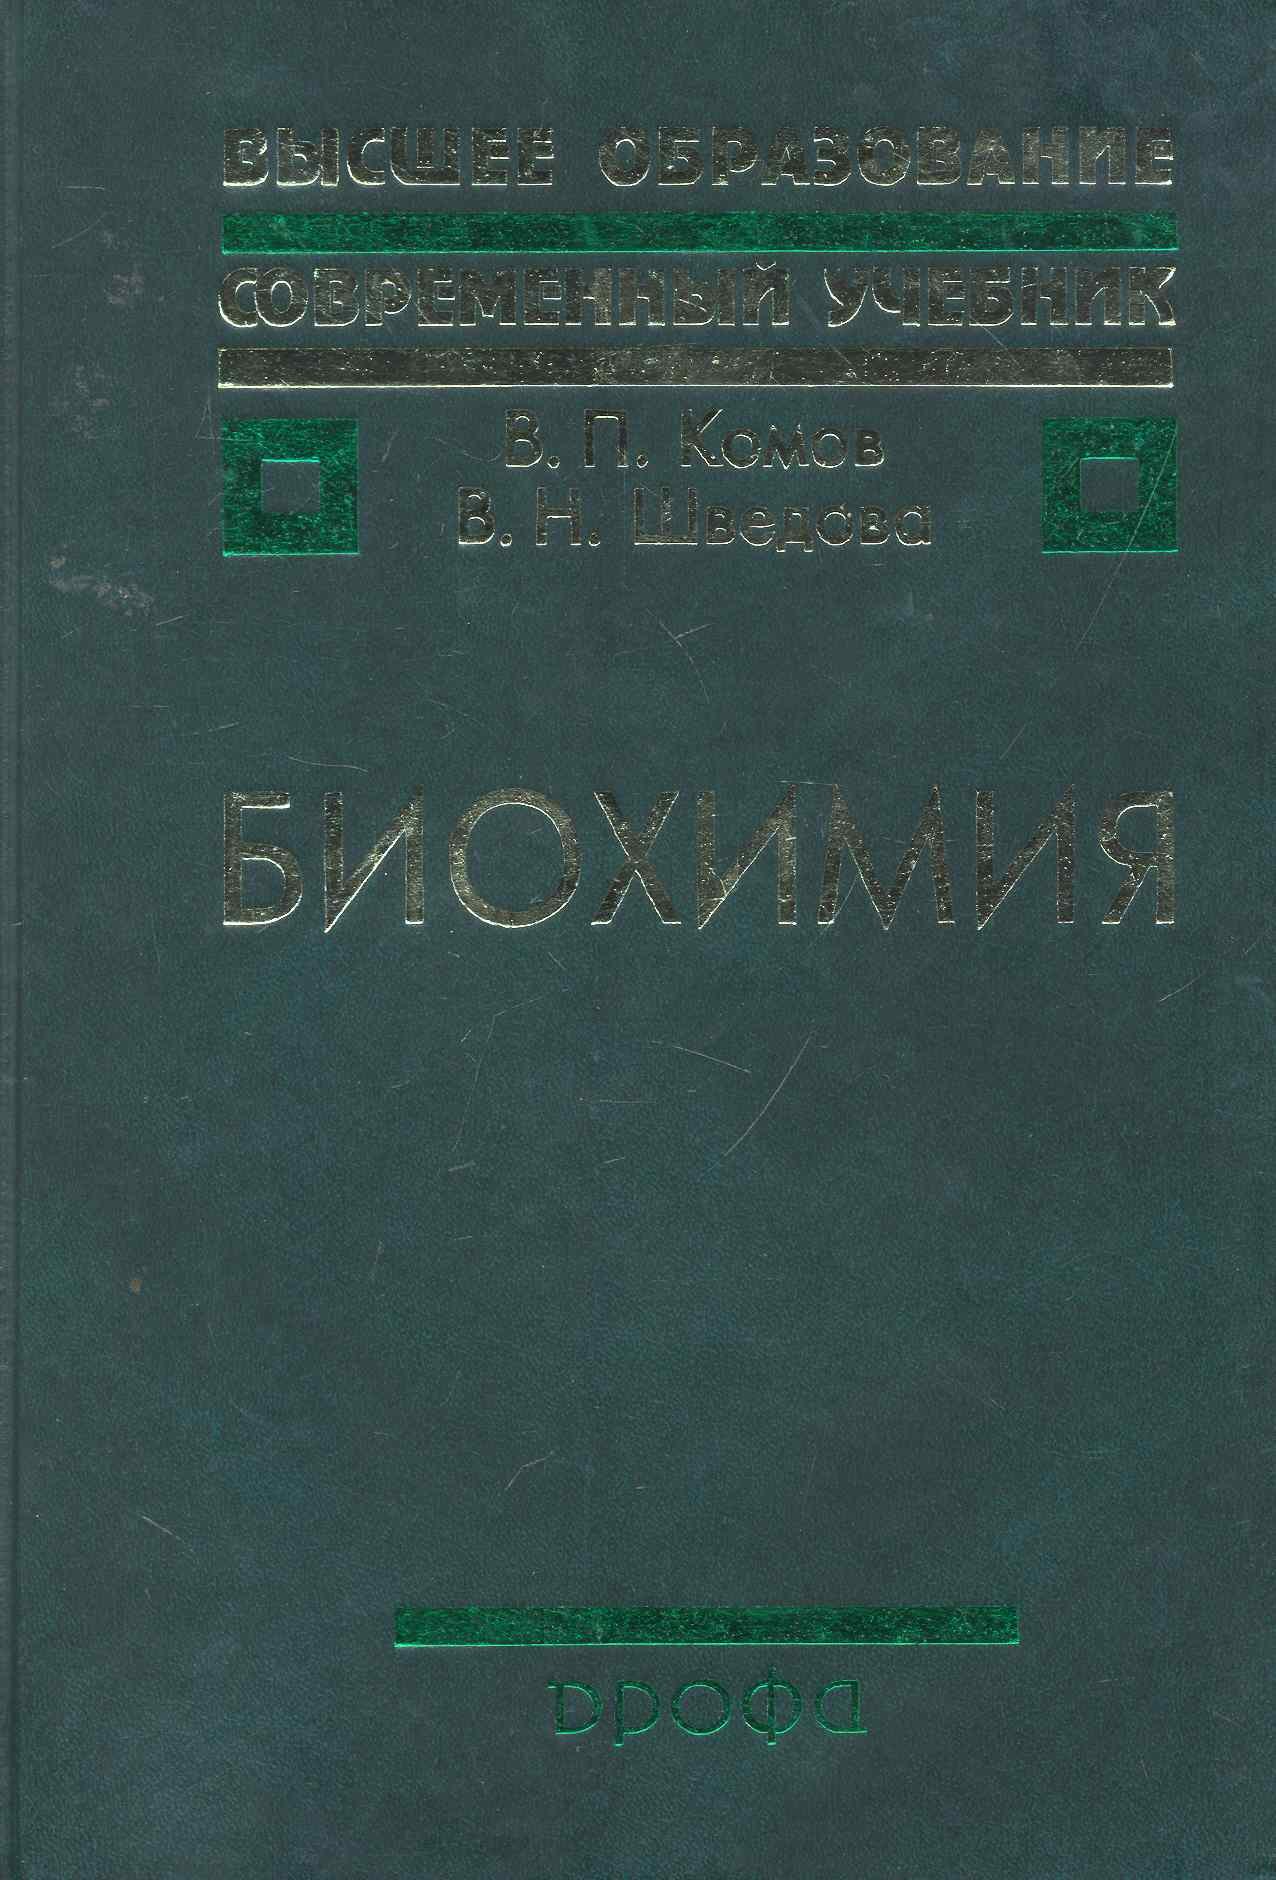 ВЫСШЕЕ ОБРАЗОВАНИЕ
СОВРЕМЕННЫЙ УЧЕБНИК
В. П. Комов
В. Н. Шведова
БИОХИМИЯ
дрофа